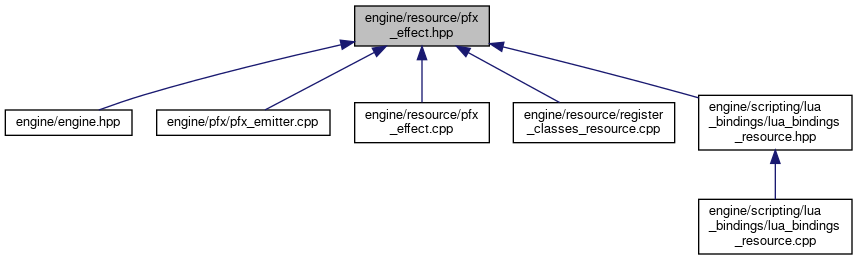 engine/resource/pfx
_effect.hpp
engine/engine.hpp
engine/pfx/pfx_emitter.cpp
engine/resource/pfx
_effect.cpp
engine/resource/register
_classes_resource.cpp
engine/scripting/lua
_bindings/lua_bindings
_resource.hpp
engine/scripting/lua
_bindings/lua_bindings
_resource.cpp